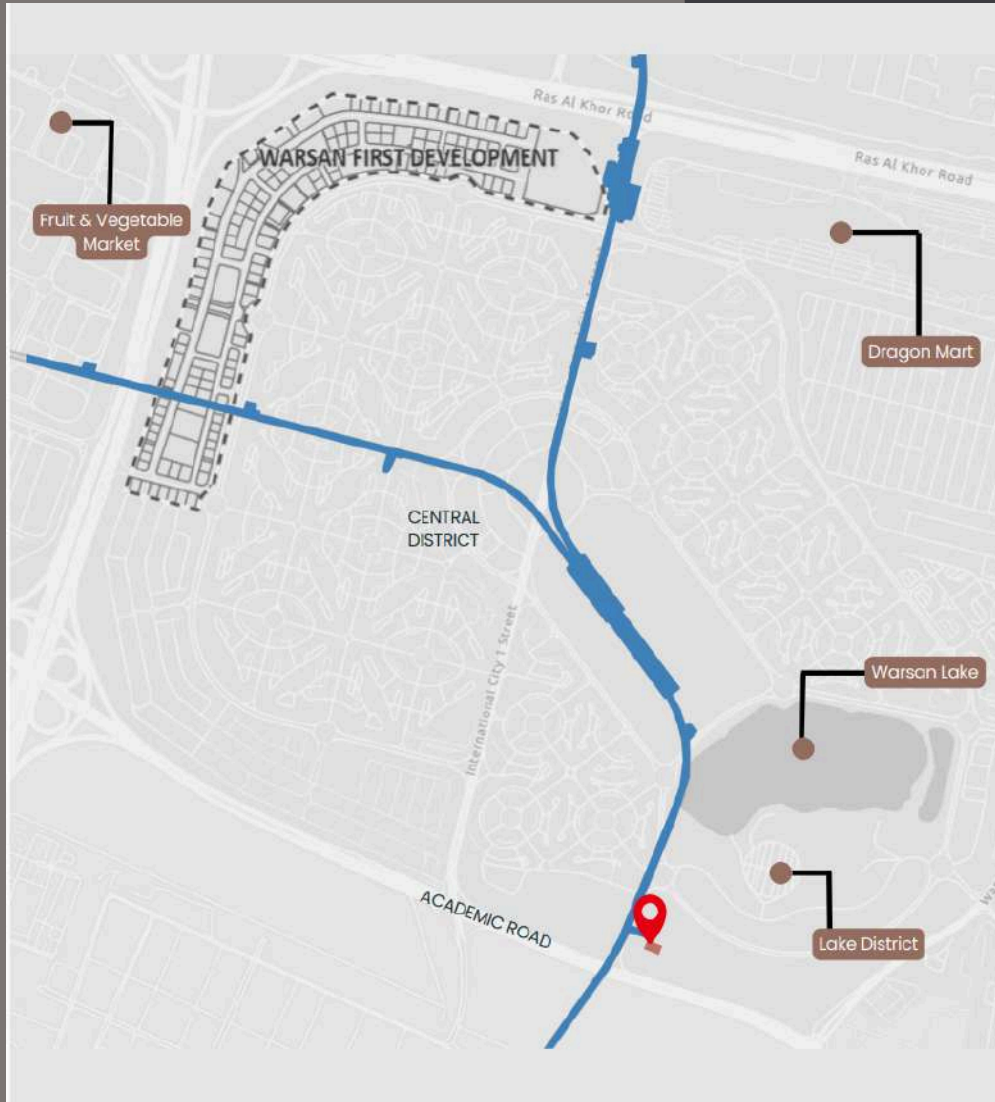 Ras Al Khor Road
Ras Al Khor Road
WARSAN FIRST DEVELOPMENT
Fruit & Vegetable
Market
Dragon Mart
CENTRAL
DISTRICT
International City 1 Street
Warsan Lake
ACADEMIC ROAD
Lake District